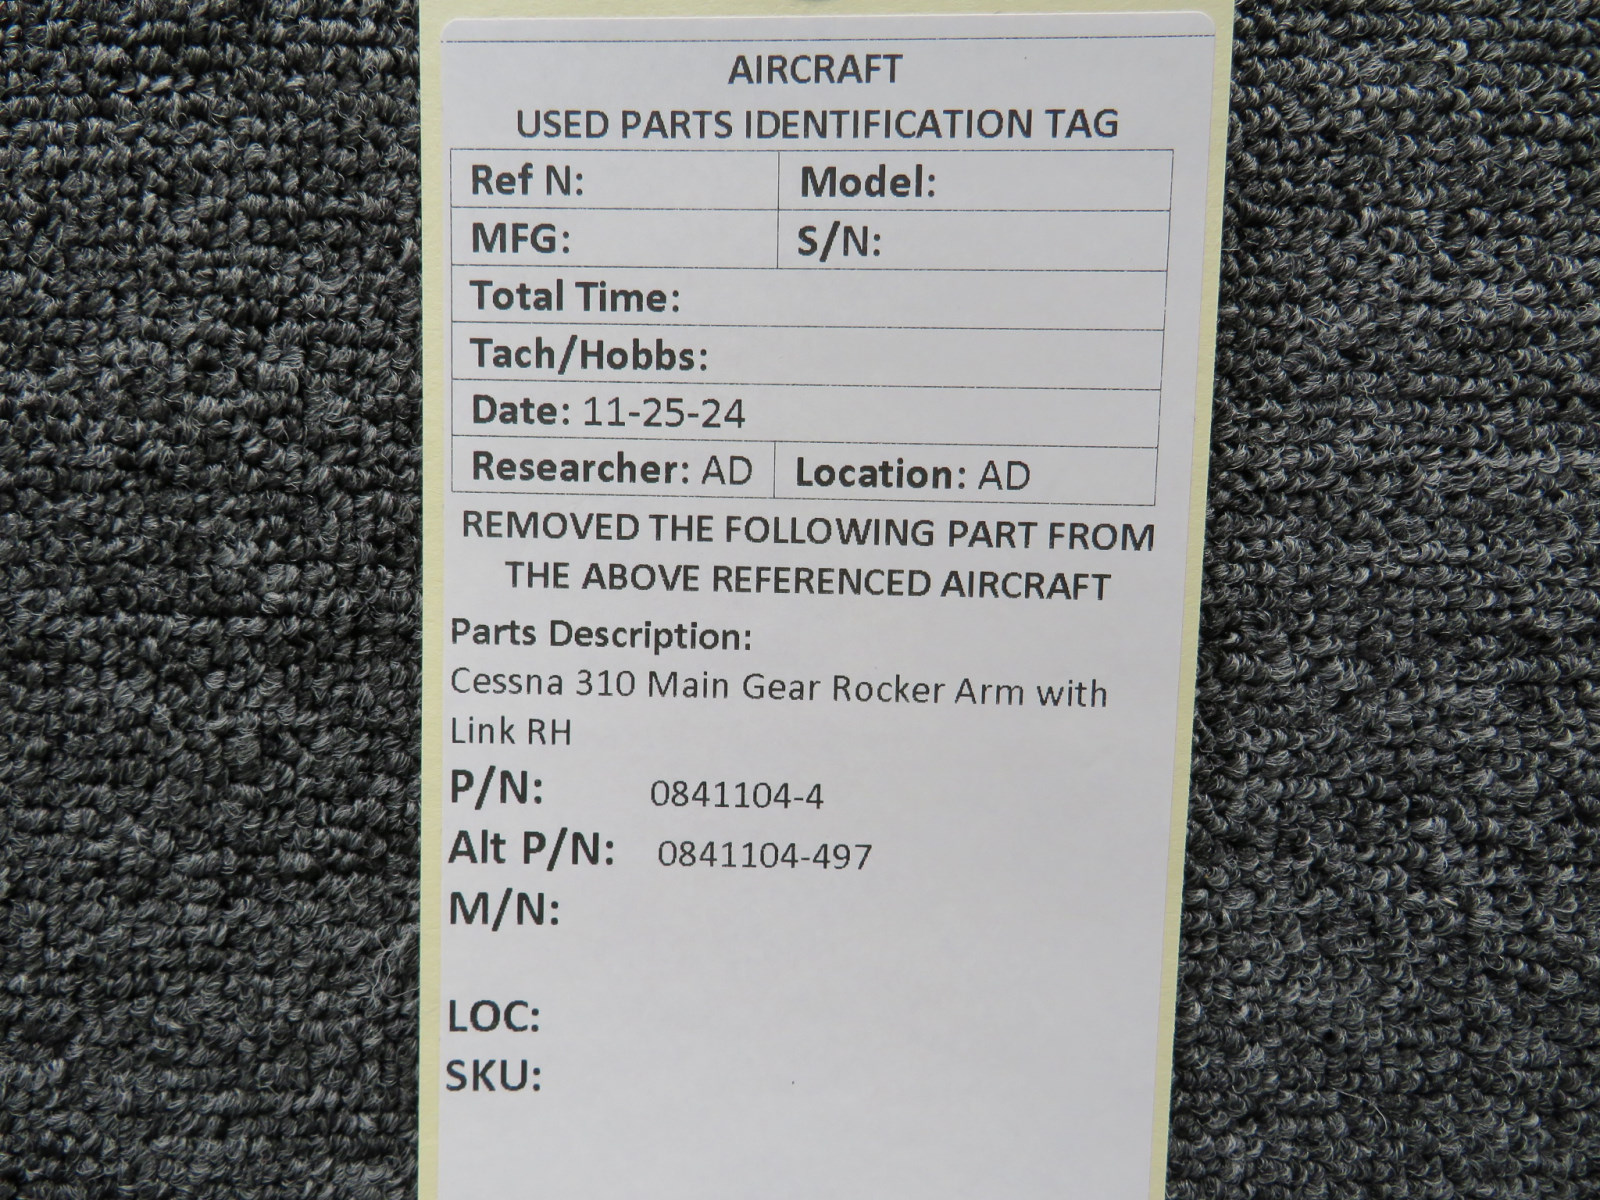 AIRCRAFT
USED PARTS IDENTIFICATION TAG
Ref N: Model:
MFG: S/N:
Total Time:
Tach/Hobbs:
Date: 11-25-24
Researcher: AD Location: AD
REMOVED THE FOLLOWING PART FROM
THE ABOVE REFERENCED AIRCRAFT
Parts Description:
Cessna 310 Main Gear Rocker Arm with
Link RH
P/N: 0841104-4
Alt P/N: 0841104-497
M/N:
LOC:
SKU: